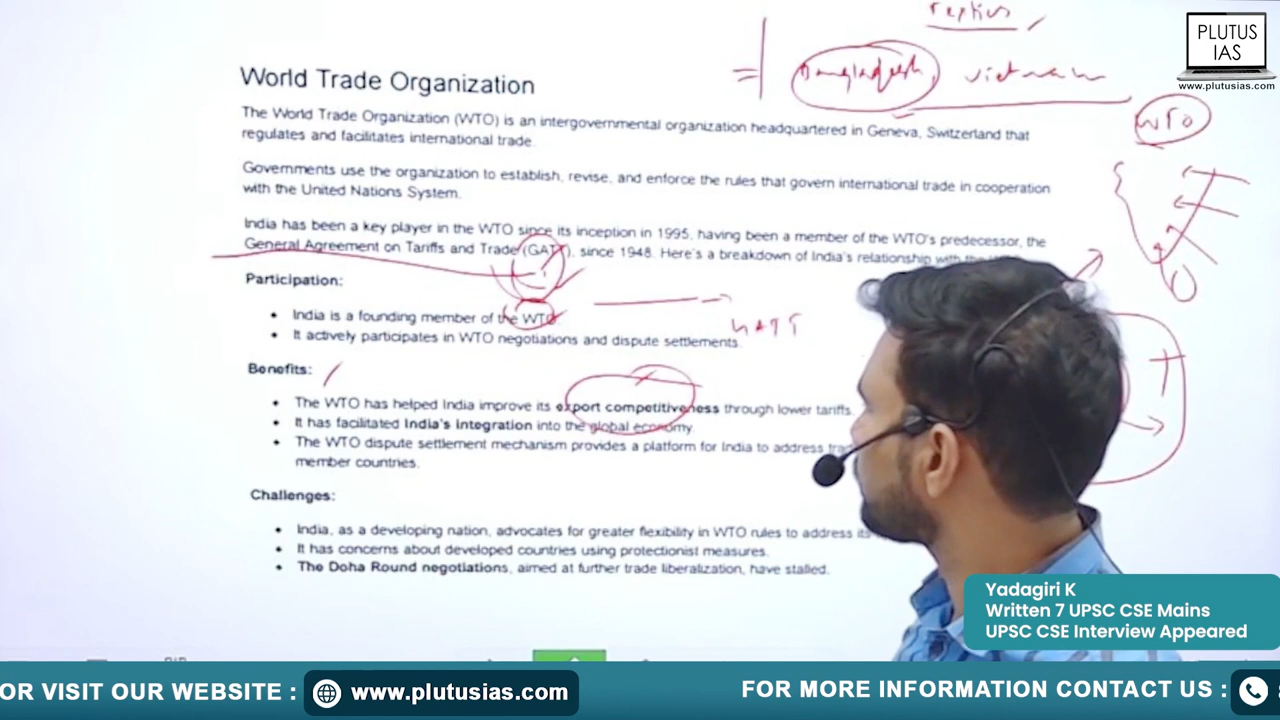 PLUTUS
IAS
www.plutusias.com
Bangladesh, Vietnam
WTO
World Trade Organization
The World Trade Organization (WTO) is an intergovernmental organization headquartered in Geneva, Switzerland that
regulates and facilitates international trade.
Governments use the organization to establish, revise, and enforce the rules that govern international trade in cooperation
with the United Nations System.
India has been a key player in the WTO since its inception in 1995, having been a member of the WTO's predecessor, the
General Agreement on Tariffs and Trade (GATT), since 1948. Here's a breakdown of India's relationship with
Participation:
• India is a founding member of the WTO.
GATT
• It actively participates in WTO negotiations and dispute settlements.
Benefits:
• The WTO has helped India improve its export competitiveness through lower tariffs.
• It has facilitated India's Integration into the global economy.
• The WTO dispute settlement mechanism provides a platform for India to address
member countries.
Challenges:
• India, as a developing nation, advocates for greater flexibility in WTO rules to address its
• It has concerns about developed countries using protectionist measures.
• The Doha Round negotiations, aimed at further trade liberalization, have stalled.
Yadagiri K
Written 7 UPSC CSE Mains
UPSC CSE Interview Appeared
OR VISIT OUR WEBSITE : www.plutusias.com FOR MORE INFORMATION CONTACT US :